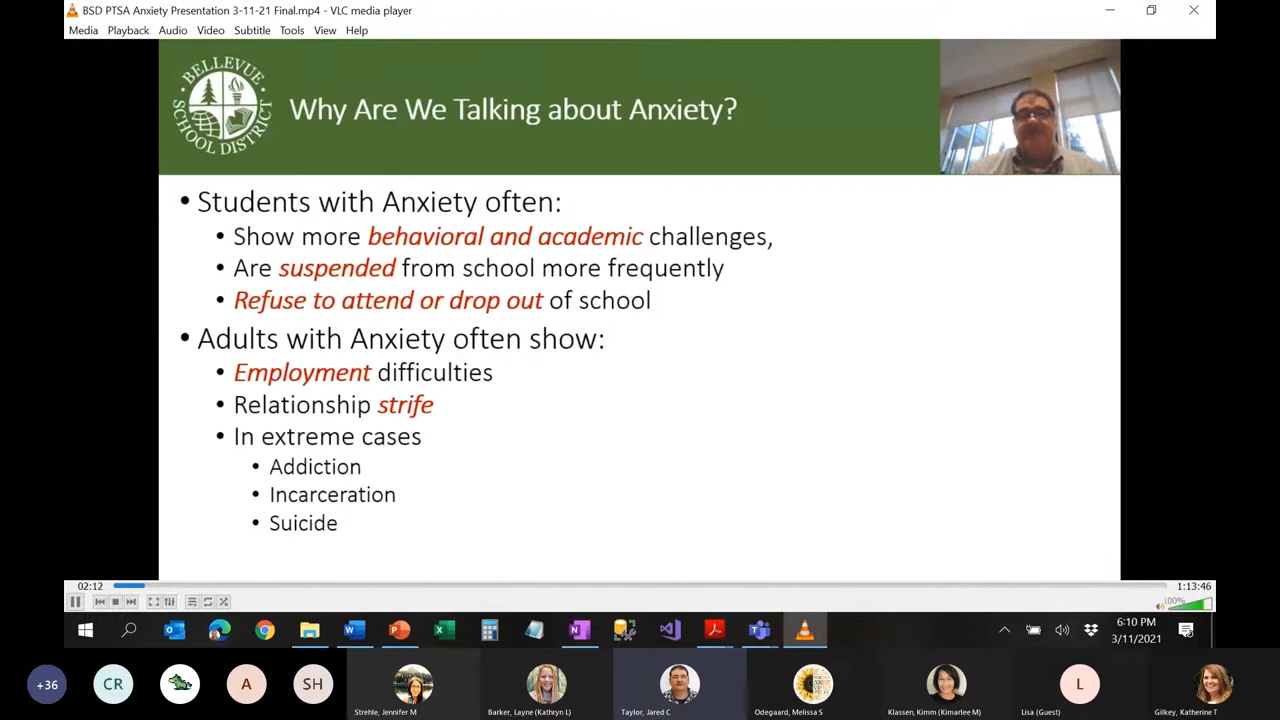 BSD PTSA Anxiety Presentation 3-11-21 Final.mp4 - VLC media player
Media Playback Audio Video Subtitle Tools View Help
BELLEVUE SCHOOL DISTRICT
Why Are We Talking about Anxiety?
• Students with Anxiety often:
• Show more behavioral and academic challenges,
• Are suspended from school more frequently
• Refuse to attend or drop out of school
• Adults with Anxiety often show:
• Employment difficulties
• Relationship strife
• In extreme cases
• Addiction
• Incarceration
• Suicide
02:12 1:13:46
100%
6:10 PM
3/11/2021
+36 CR A SH L
Strehle, Jennifer M Barker, Layne (Kathryn L) Taylor, Jared C Odegaard, Melissa S Klassen, Kimm (Kimarlee M) Lisa (Guest) Gilkey, Katherine T